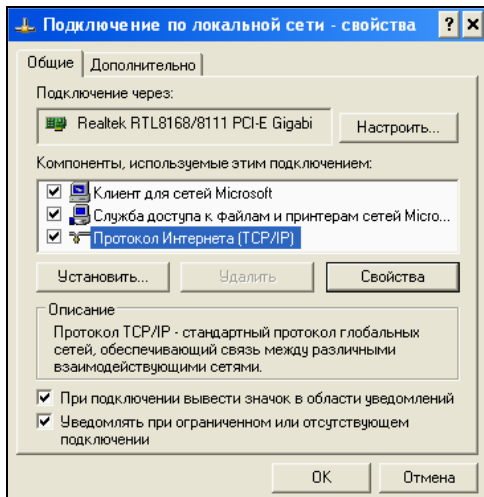 Подключение по локальной сети - свойства
Общие
Дополнительно
Подключение через:
Realtek RTL8168/8111 PCI-E Gigabi
Настроить...
Компоненты, используемые этим подключением:
Клиент для сетей Microsoft
Служба доступа к файлам и принтерам сетей Micro...
Протокол Интернета (TCP/IP)
Установить...
Удалить
Свойства
Описание
Протокол TCP/IP - стандартный протокол глобальных
сетей, обеспечивающий связь между различными
взаимодействующими сетями.
При подключении вывести значок в области уведомлений
Уведомлять при ограниченном или отсутствующем
подключении
OK
Отмена